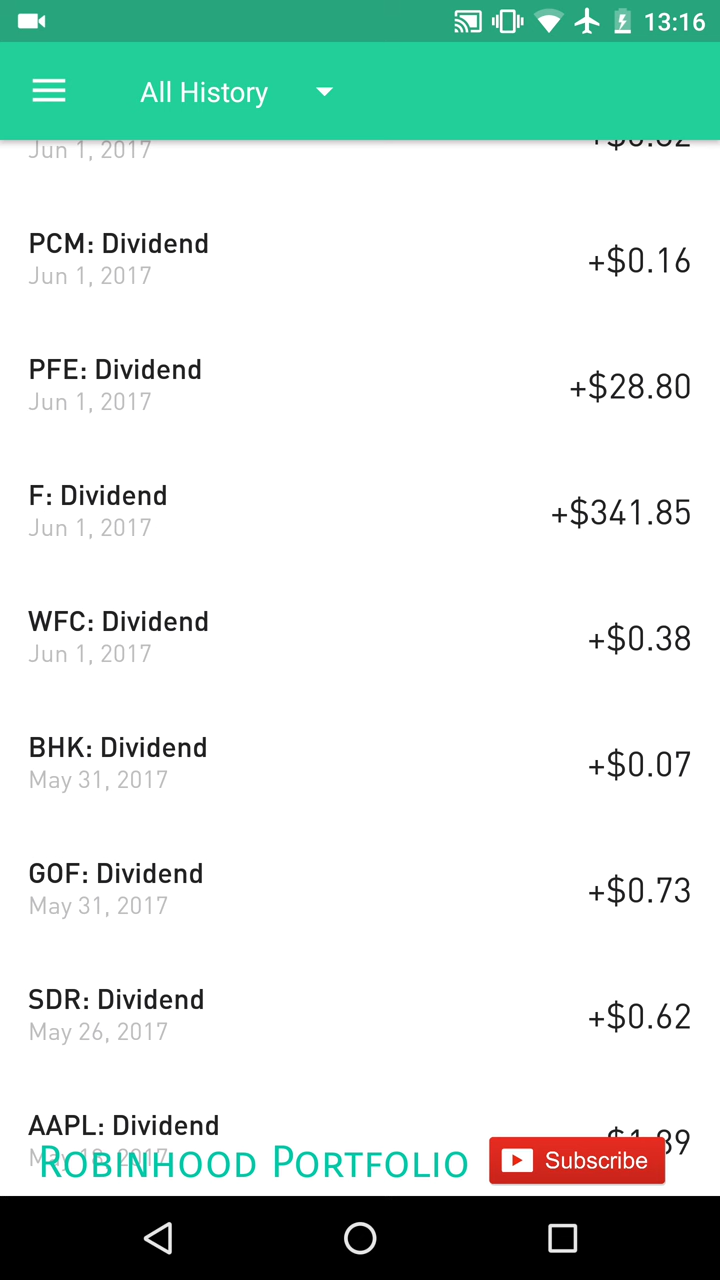 13:16
All History
Jun 1, 2017
PCM: Dividend
Jun 1, 2017
+$0.16
PFE: Dividend
Jun 1, 2017
+$28.80
F: Dividend
Jun 1, 2017
+$341.85
WFC: Dividend
Jun 1, 2017
+$0.38
BHK: Dividend
May 31, 2017
+$0.07
GOF: Dividend
May 31, 2017
+$0.73
SDR: Dividend
May 26, 2017
+$0.62
AAPL: Dividend
Robinhood Portfolio
Subscribe